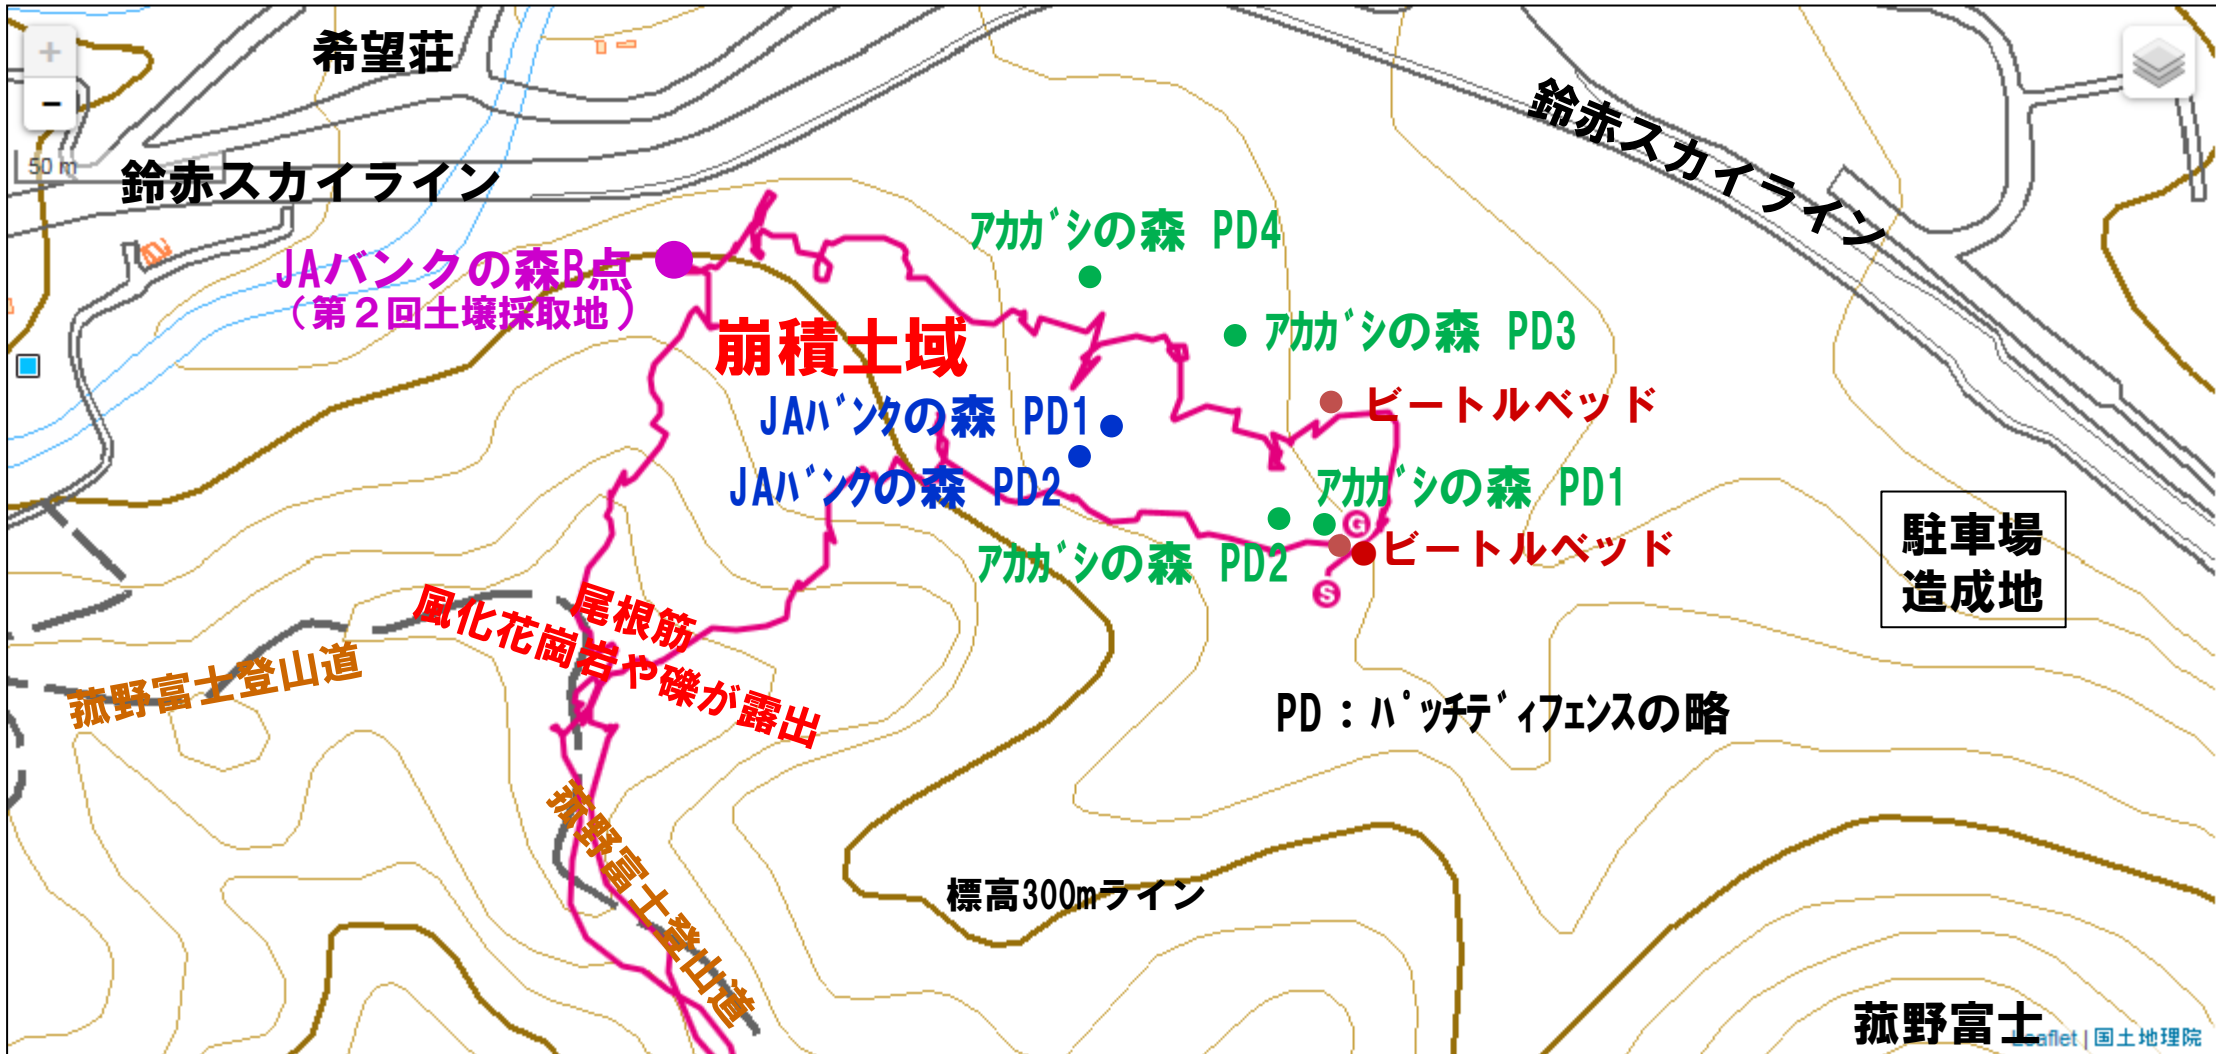 +
希望荘
−
50 m
鈴赤スカイライン
鈴赤スカイライン
アカガシの森 PD4
JAバンクの森B点
（第２回土壌採取地）
崩積土域
アカガシの森 PD3
ビートルベッド
JAバンクの森 PD1
JAバンクの森 PD2
アカガシの森 PD1
G
駐車場
造成地
アカガシの森 PD2
ビートルベッド
S
尾根筋
風化花崗岩や礫が露出
菰野富士登山道
PD：パッチディフェンスの略
菰野富士登山道
標高300mライン
菰野富士
Leaflet | 国土地理院